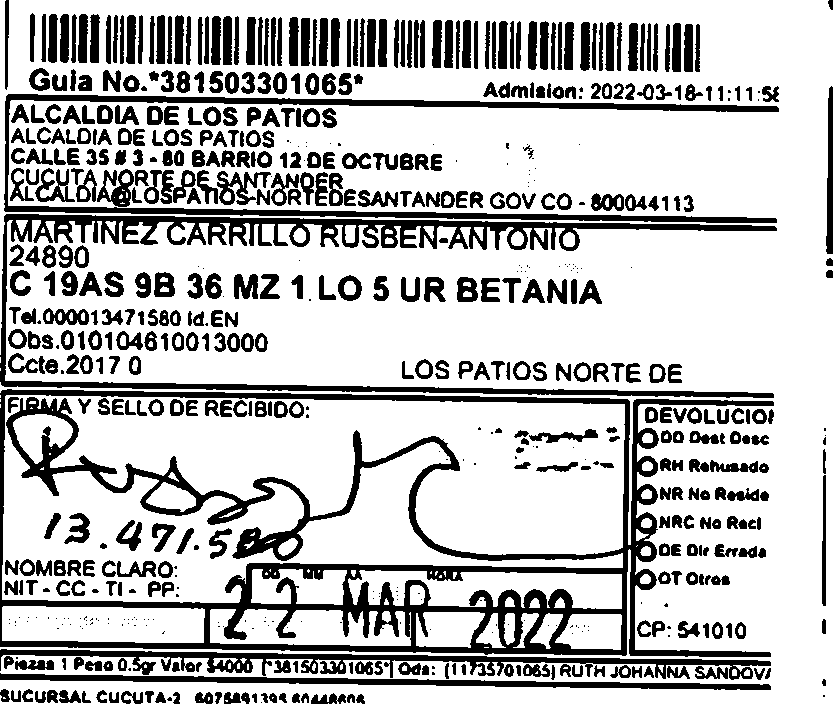 Guia No.*381503301065*
Admision: 2022-03-18-11:11:56
ALCALDIA DE LOS PATIOS
ALCALDIA DE LOS PATIOS
CALLE 35 # 3 - 80 BARRIO 12 DE OCTUBRE
CUCUTA NORTE DE SANTANDER
ALCALDIA@LOSPATIOS-NORTEDESANTANDER GOV CO - 800044113
MARTINEZ CARRILLO RUSBEN-ANTONIO
24890
C 19AS 9B 36 MZ 1 LO 5 UR BETANIA
Tel.000013471580 Id.EN
Obs.010104610013000
Ccte.2017 0
LOS PATIOS NORTE DE
FIRMA Y SELLO DE RECIBIDO:
13.471.580
NOMBRE CLARO:
NIT - CC - TI - PP:
DD MM AA HORA
22 MAR 2022
DEVOLUCIO
DD Dest Desc
RH Rehusado
NR No Reside
NRC No Recl
DE Dir Errada
OT Otros
CP: 541010
Piezas 1 Peso 0.5gr Valor $4000 [*381503301065*] Ods: (11735701065) RUTH JOHANNA SANDOVA
SUCURSAL CUCUTA-2